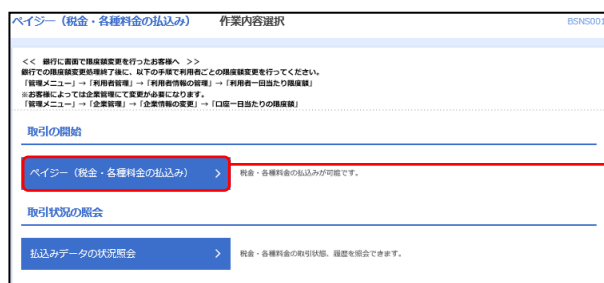 ペイジー（税金・各種料金の払込み） 作業内容選択 BSNS001
<< 銀行に書面で限度額変更を行ったお客様へ >>
銀行での限度額変更処理終了後に、以下の手順で利用者ごとの限度額変更を行ってください。
「管理メニュー」→「利用者管理」→「利用者情報の管理」→「利用者一回当たり限度額」
※お客様によっては企業管理にて変更が必要になります。
「管理メニュー」→「企業管理」→「企業情報の変更」→「口座一日当たりの限度額」
取引の開始
ペイジー（税金・各種料金の払込み） 税金・各種料金の払込みが可能です。
取引状況の照会
払込みデータの状況照会 税金・各種料金の取引状態、履歴を照会できます。